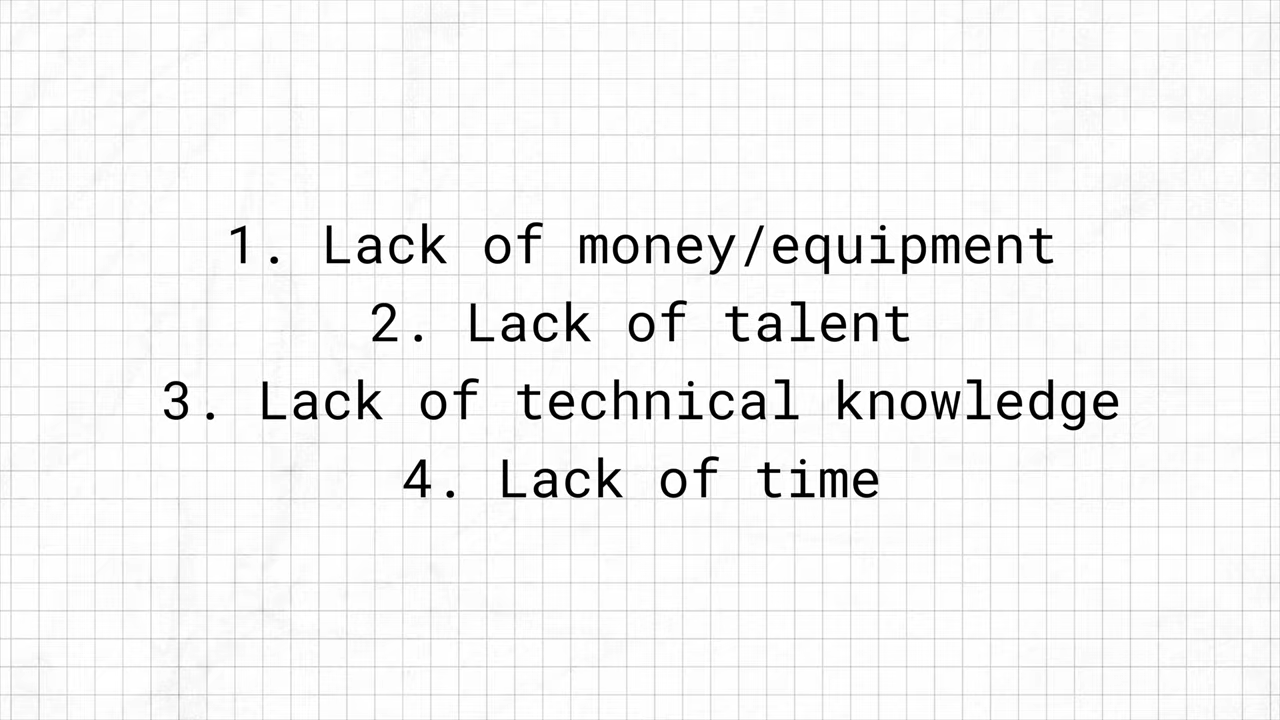 1. Lack of money/equipment
2. Lack of talent
3. Lack of technical knowledge
4. Lack of time